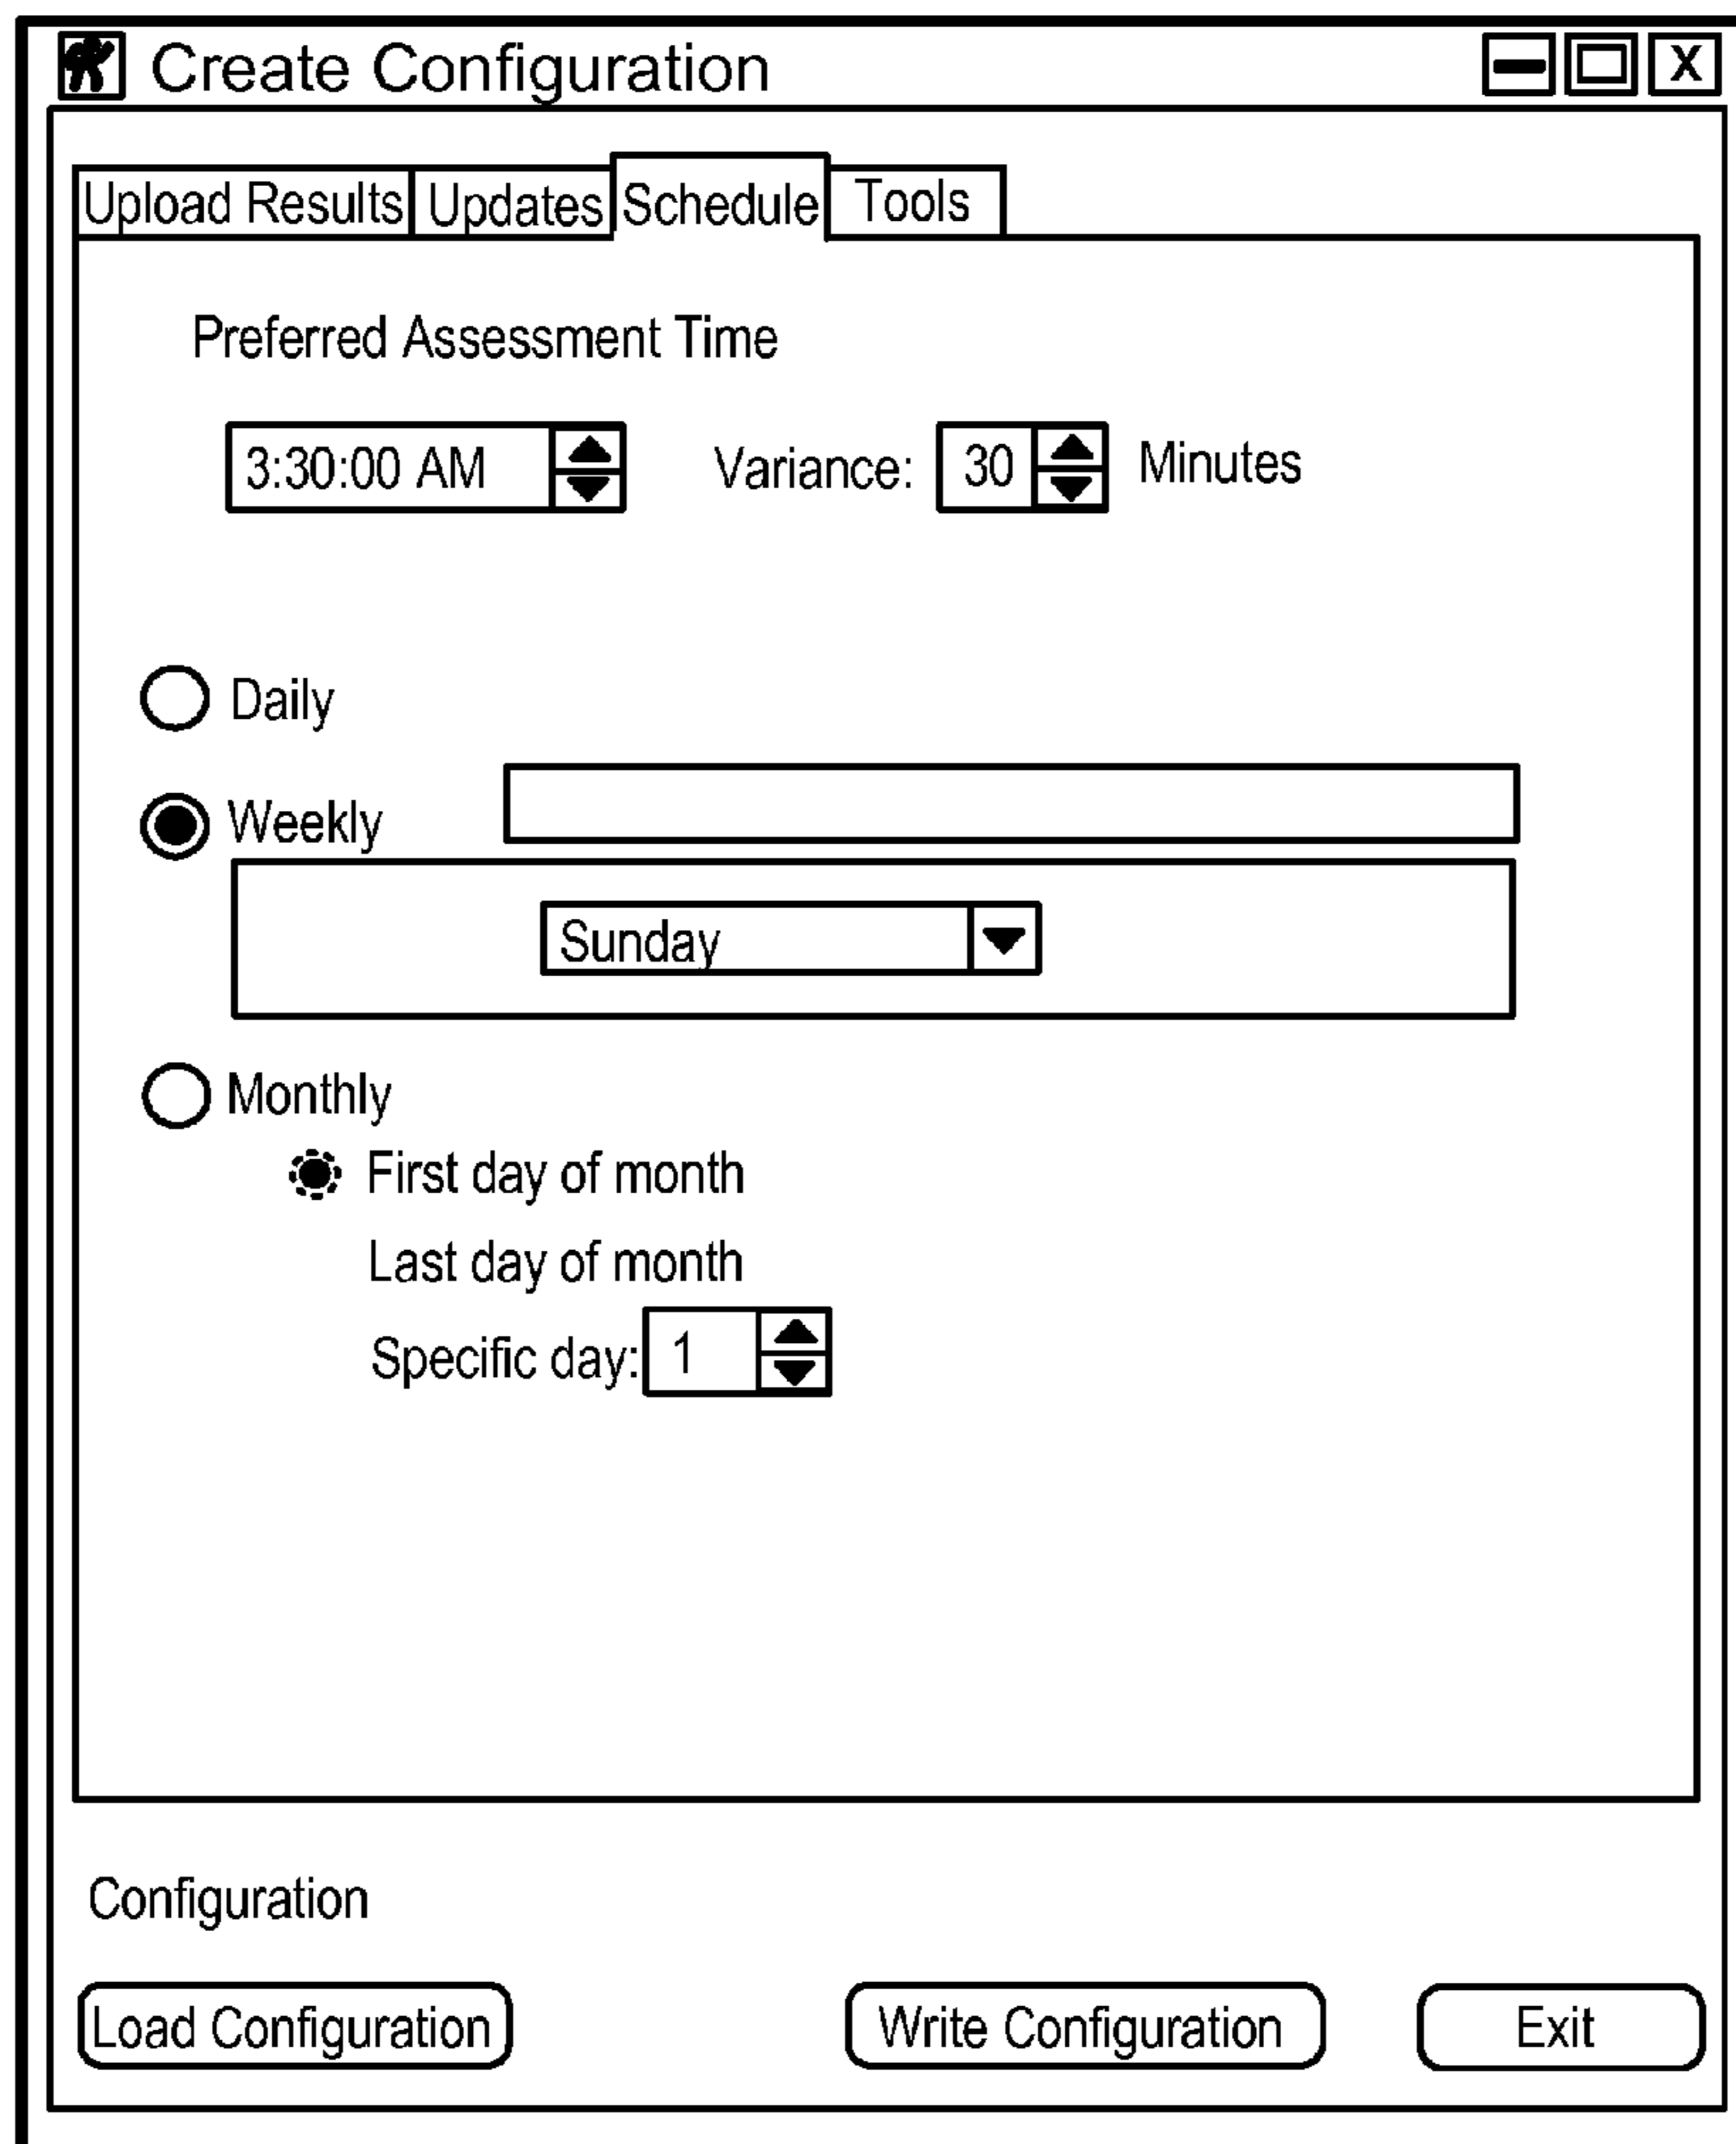 Create Configuration X
Upload Results Updates Schedule Tools
Preferred Assessment Time
3:30:00 AM Variance: 30 Minutes
Daily
Weekly
Sunday
Monthly
First day of month
Last day of month
Specific day: 1
Configuration
Load Configuration Write Configuration Exit